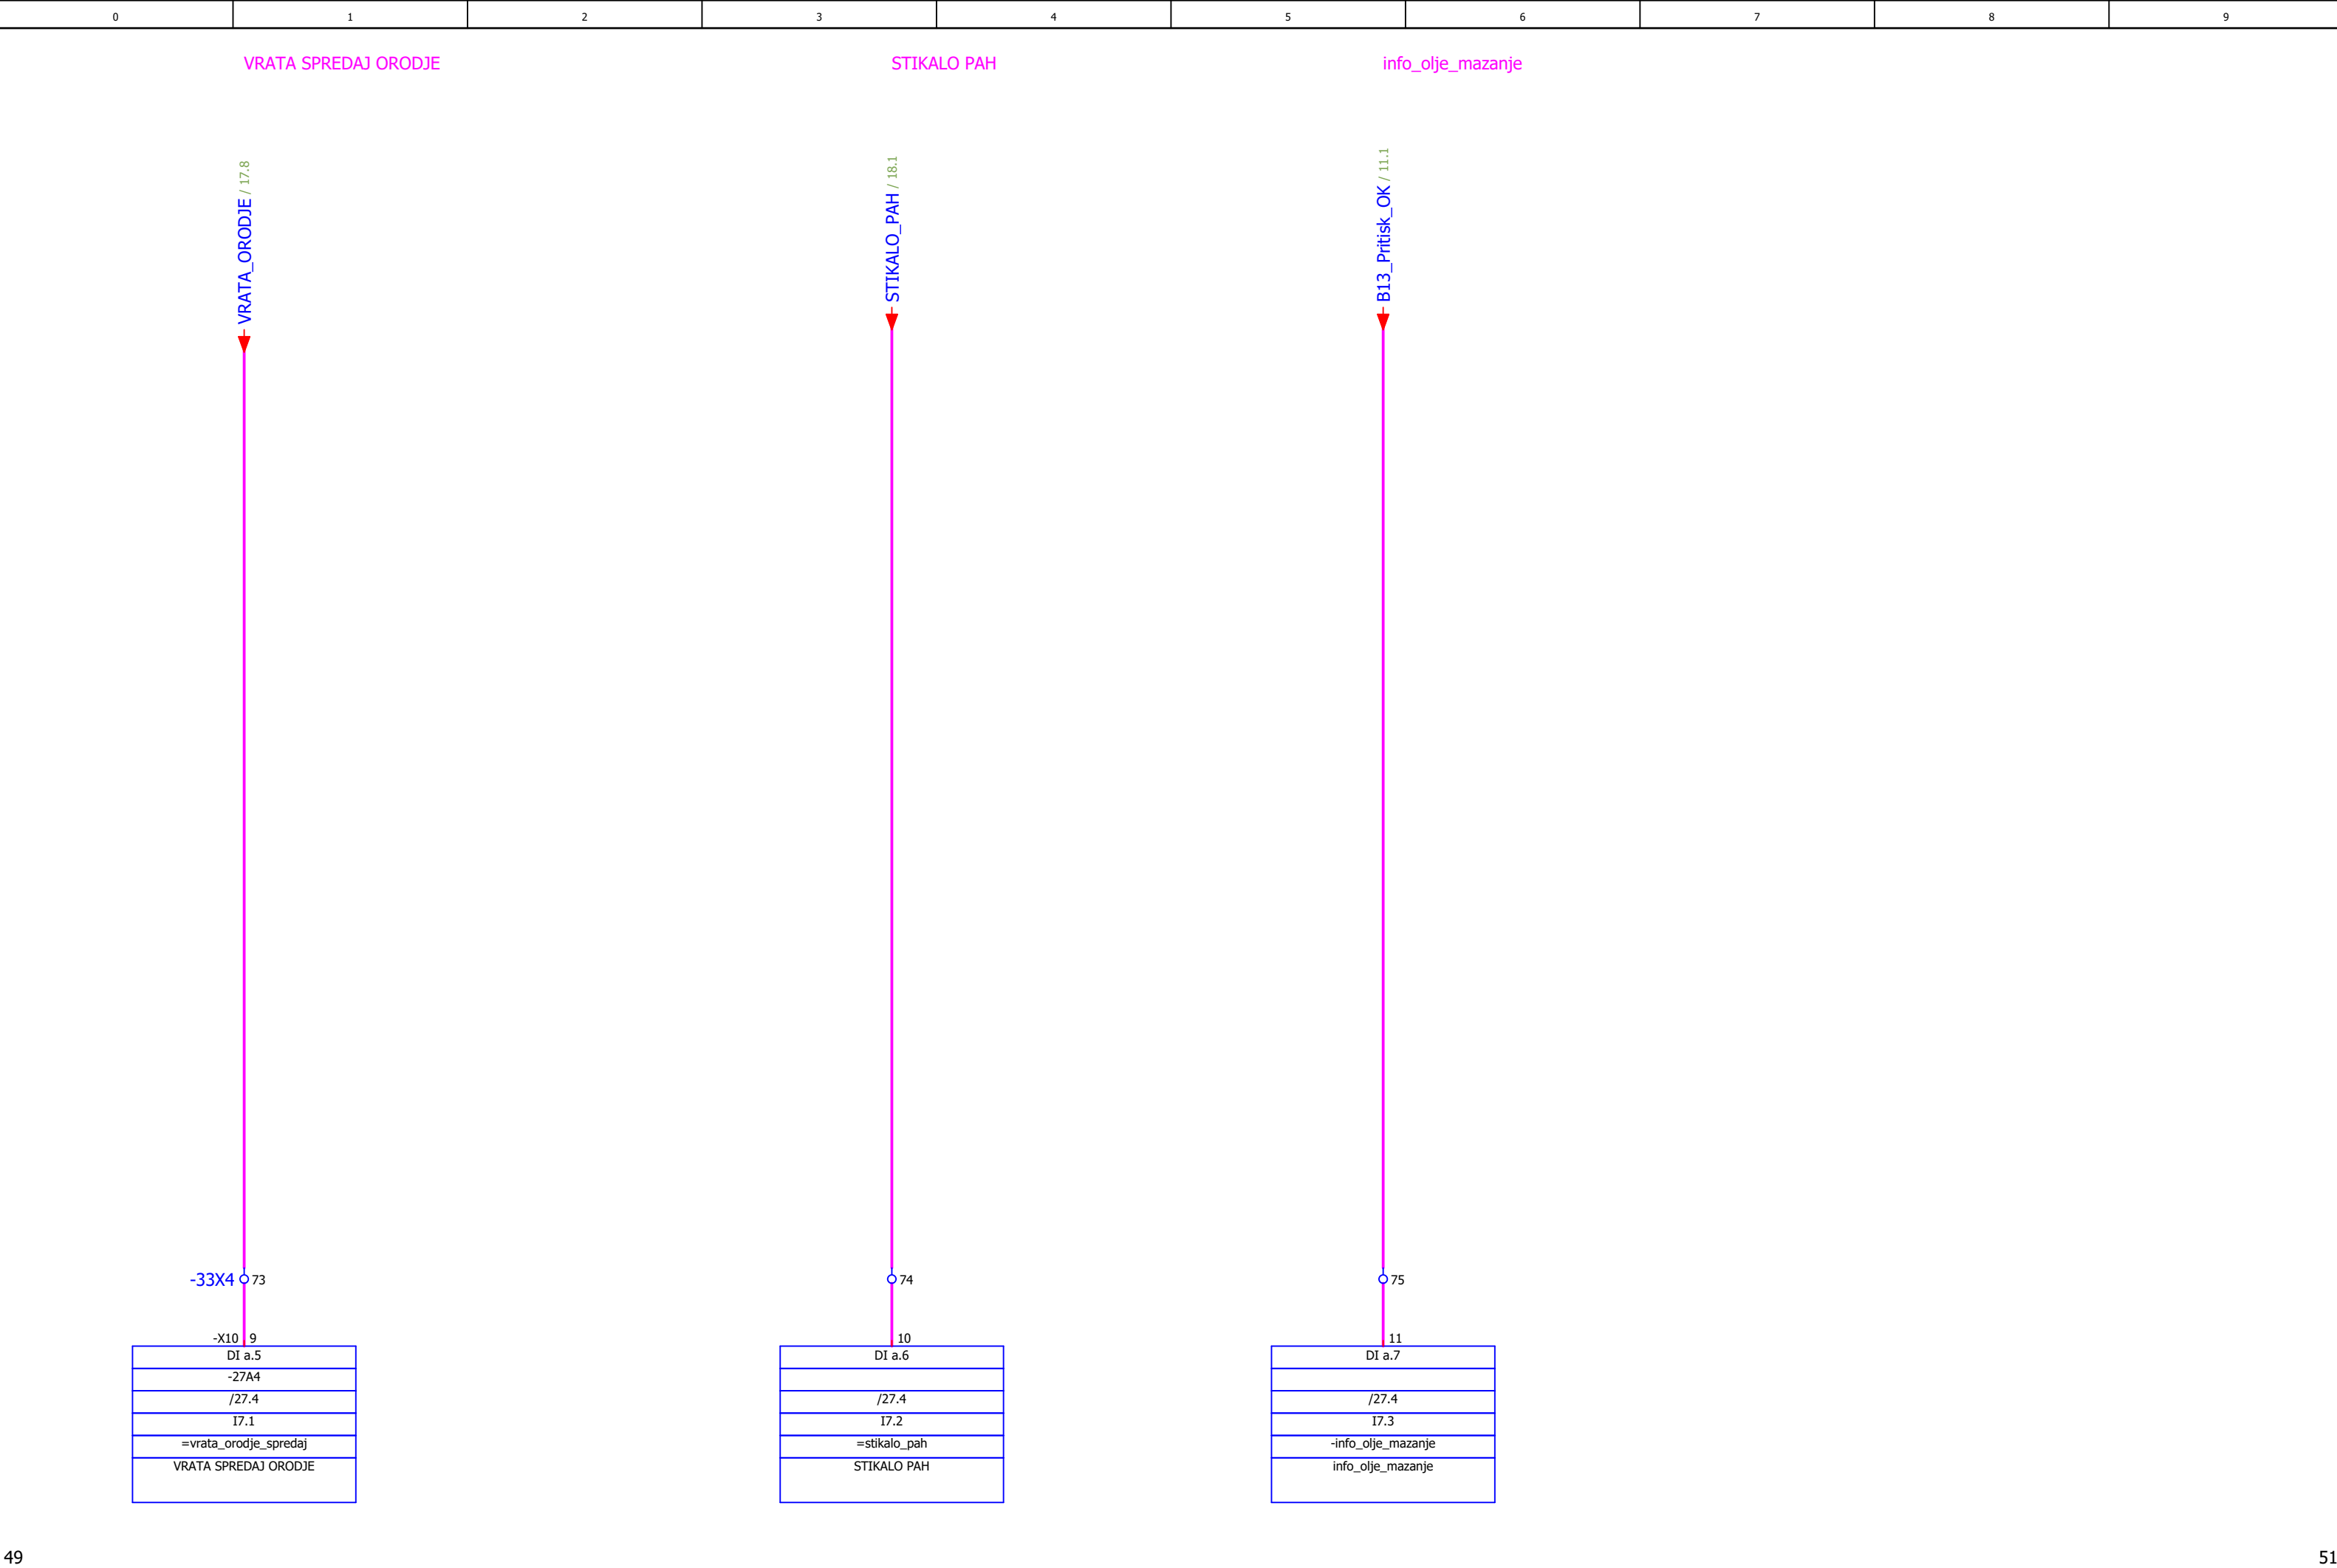 0 1 2 3 4 5 6 7 8 9
VRATA SPREDAJ ORODJE
STIKALO PAH
info_olje_mazanje
VRATA_ORODJE / 17.8
STIKALO_PAH / 18.1
B13_Pritisk_OK / 11.1
-33X4 73
74
75
-X10 9
10
11
DI a.5
-27A4
/27.4
I7.1
=vrata_orodje_spredaj
VRATA SPREDAJ ORODJE
DI a.6
/27.4
I7.2
=stikalo_pah
STIKALO PAH
DI a.7
/27.4
I7.3
-info_olje_mazanje
info_olje_mazanje
49
51